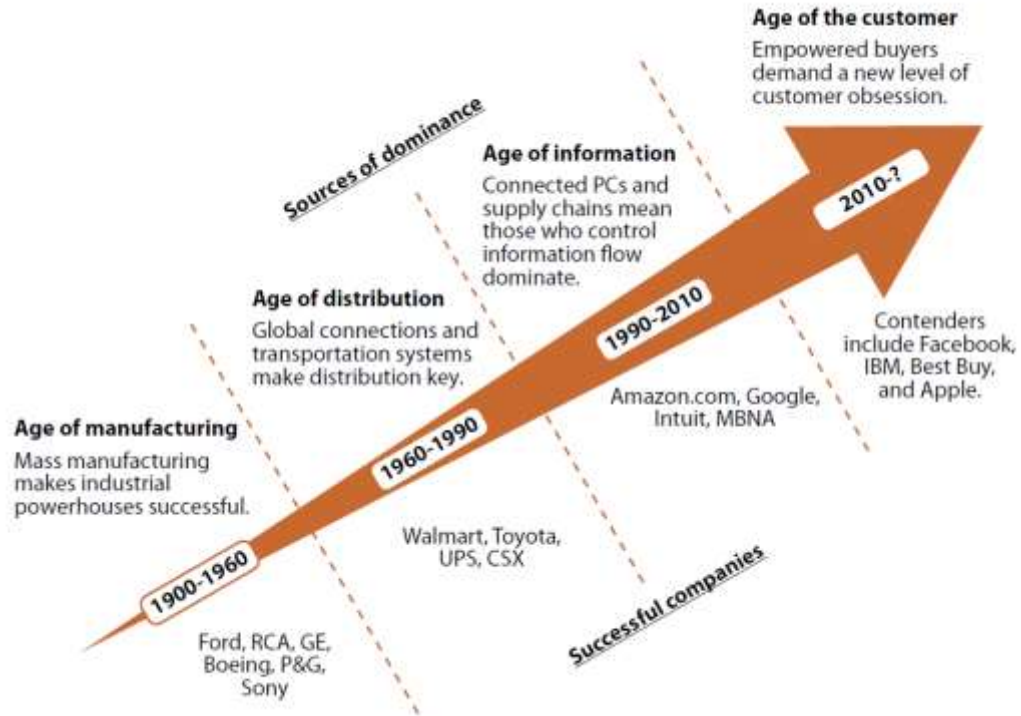 Age of the customer
Empowered buyers
demand a new level of
customer obsession.
Sources of dominance
Age of information
Connected PCs and
supply chains mean
those who control
information flow
dominate.
2010-?
Age of distribution
Global connections and
transportation systems
make distribution key.
1990-2010
Contenders
include Facebook,
IBM, Best Buy,
and Apple.
Amazon.com, Google,
Intuit, MBNA
Age of manufacturing
Mass manufacturing
makes industrial
powerhouses successful.
1960-1990
Walmart, Toyota,
UPS, CSX
1900-1960
Successful companies
Ford, RCA, GE,
Boeing, P&G,
Sony